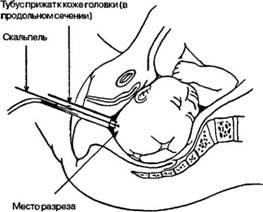 Тубус прижат к коже головки (в
продольном сечении)
Скальпель
Место разреза